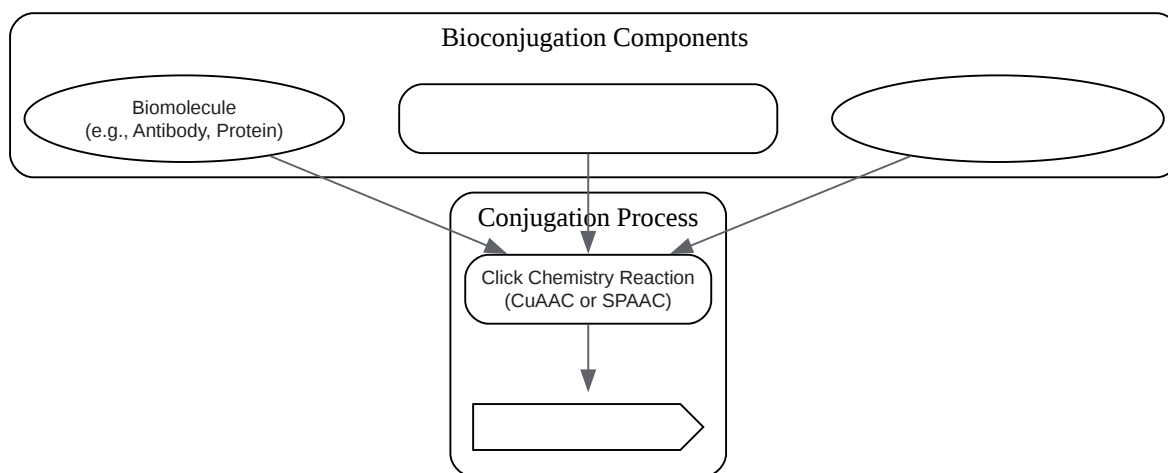 Bioconjugation Components
Biomolecule
(e.g., Antibody, Protein)
Conjugation Process
Click Chemistry Reaction
(CuAAC or SPAAC)